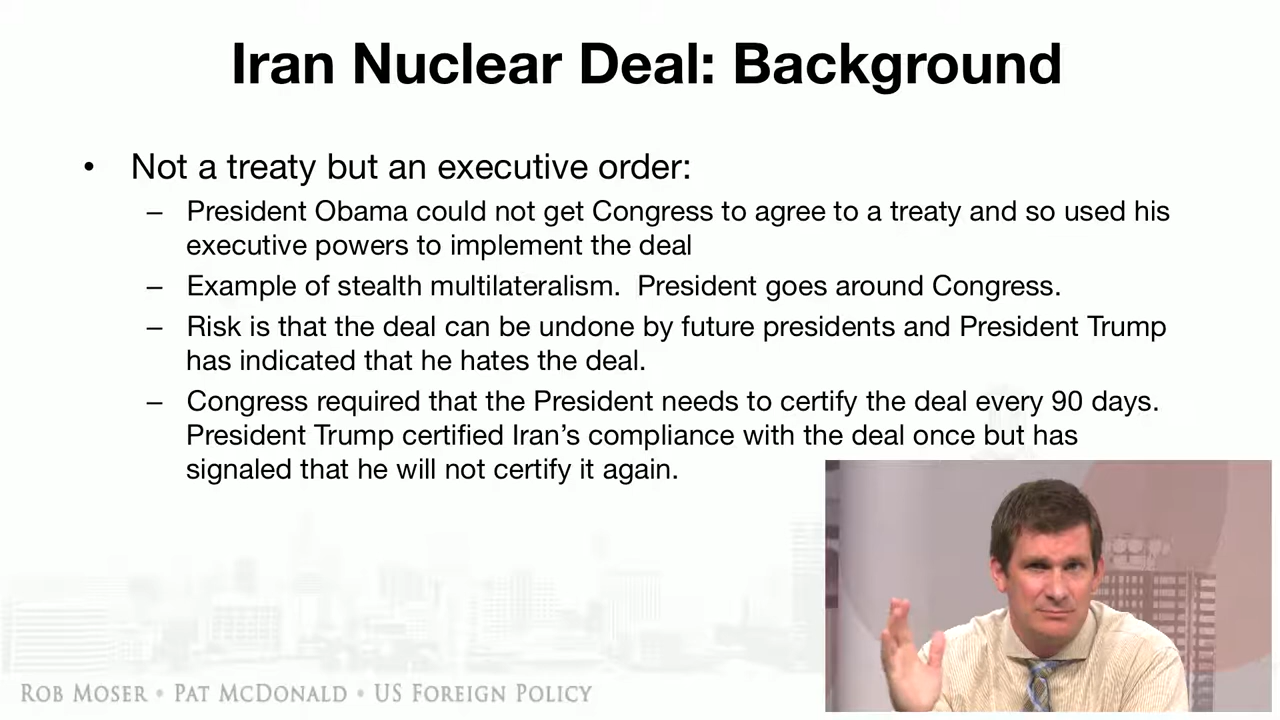 Iran Nuclear Deal: Background
• Not a treaty but an executive order:
– President Obama could not get Congress to agree to a treaty and so used his
executive powers to implement the deal
– Example of stealth multilateralism.  President goes around Congress.
– Risk is that the deal can be undone by future presidents and President Trump
has indicated that he hates the deal.
– Congress required that the President needs to certify the deal every 90 days.
President Trump certified Iran’s compliance with the deal once but has
signaled that he will not certify it again.
ROB MOSER • PAT MCDONALD • US FOREIGN POLICY